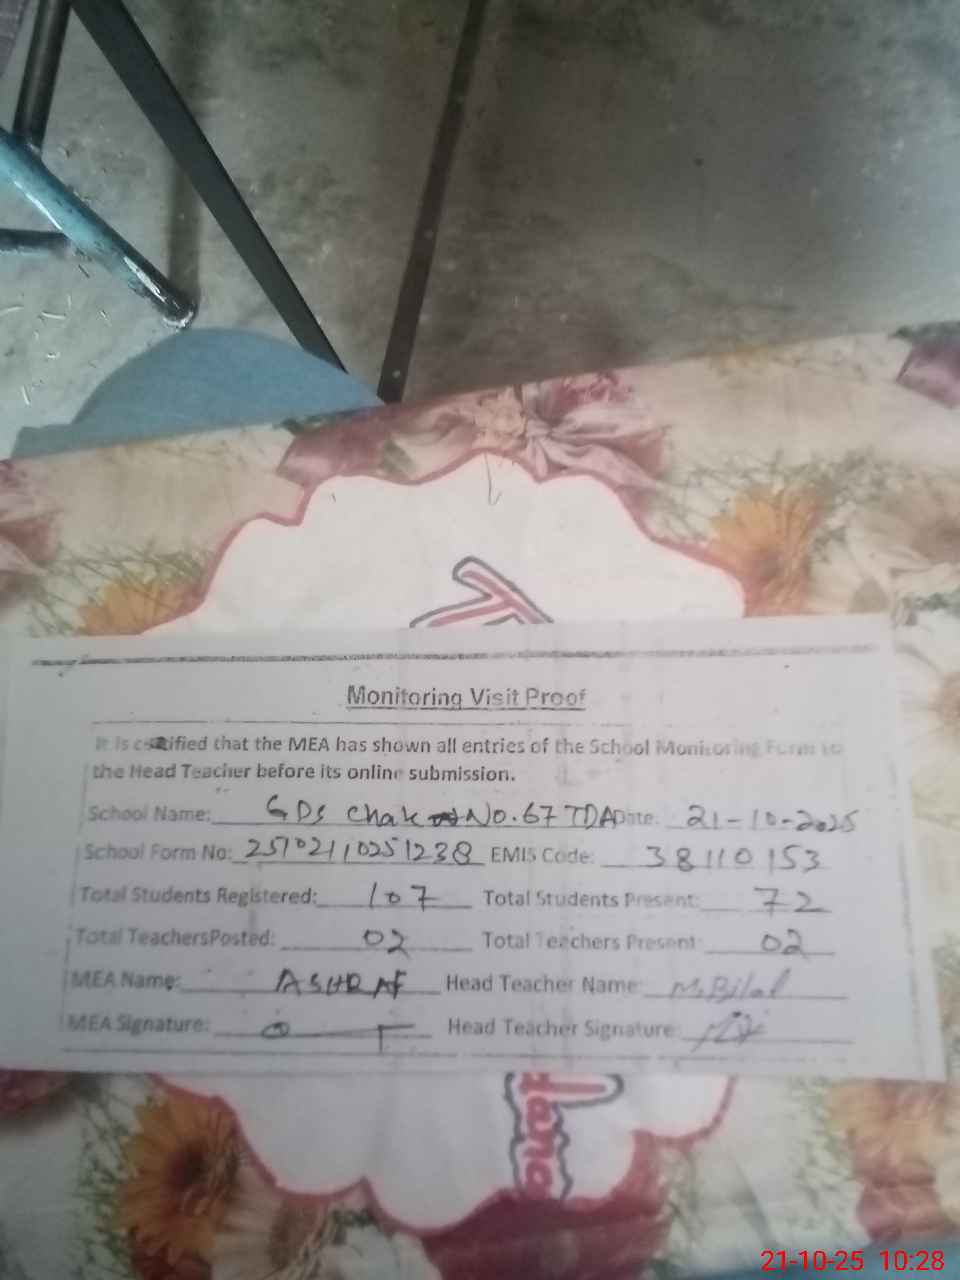 Monitoring Visit Proof
It is certified that the MEA has shown all entries of the School Monitoring Form to
the Head Teacher before its online submission.
School Name: GPS Chak No. 67 TDA Date: 21-10-2025
School Form No: 25102110251238 EMIS Code: 38110153
Total Students Registered: 107 Total Students Present: 72
Total TeachersPosted: 02 Total Teachers Present: 02
MEA Name: ASHRAF Head Teacher Name: M. Bilal
MEA Signature: Head Teacher Signature:
21-10-25 10:28